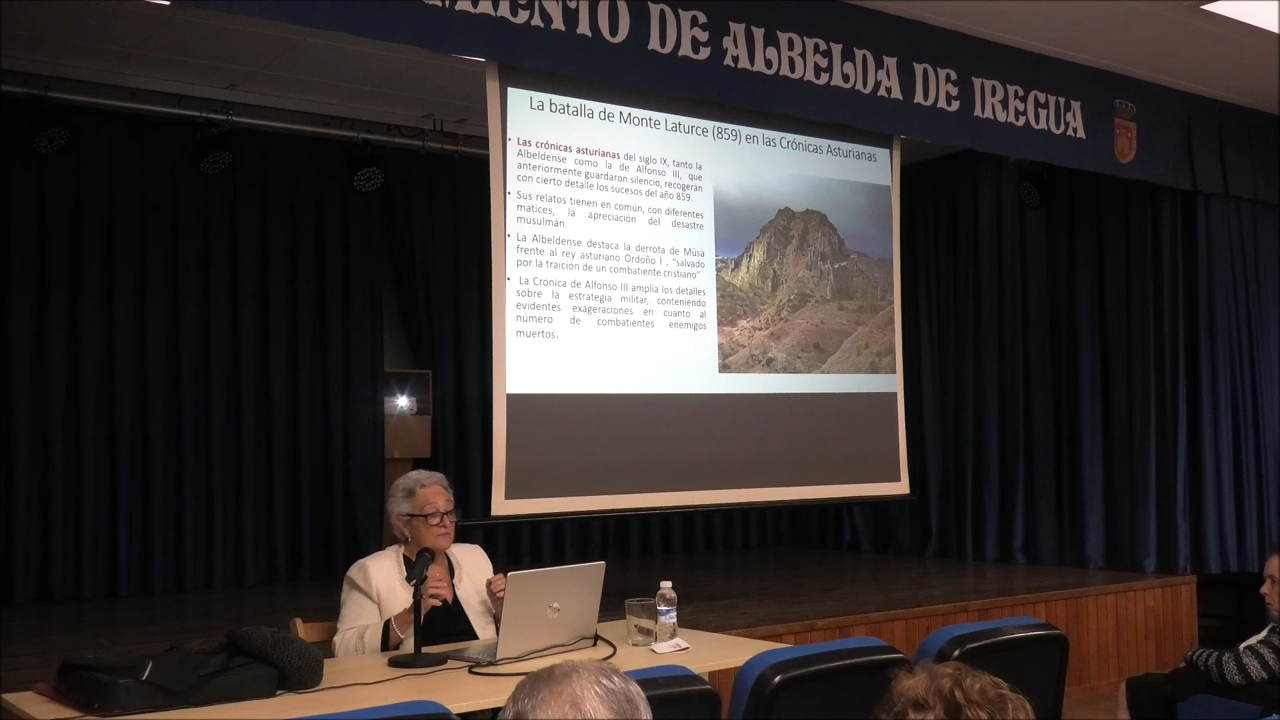 MIENTO DE ALBELDA DE IREGUA
La batalla de Monte Laturce (859) en las Crónicas Asturianas
• Las crónicas asturianas del siglo IX, tanto la
Albeldense como la de Alfonso III, que
anteriormente guardaron silencio, recogerán
con cierto detalle los sucesos del año 859.
• Sus relatos tienen en común, con diferentes
matices, la apreciación del desastre
musulmán.
• La Albeldense destaca la derrota de Mûsà
frente al rey asturiano Ordoño I , "salvado
por la traición de un combatiente cristiano"
• La Crónica de Alfonso III amplia los detalles
sobre la estrategia militar, conteniendo
evidentes exageraciones en cuanto al
número de combatientes enemigos
muertos.
hp